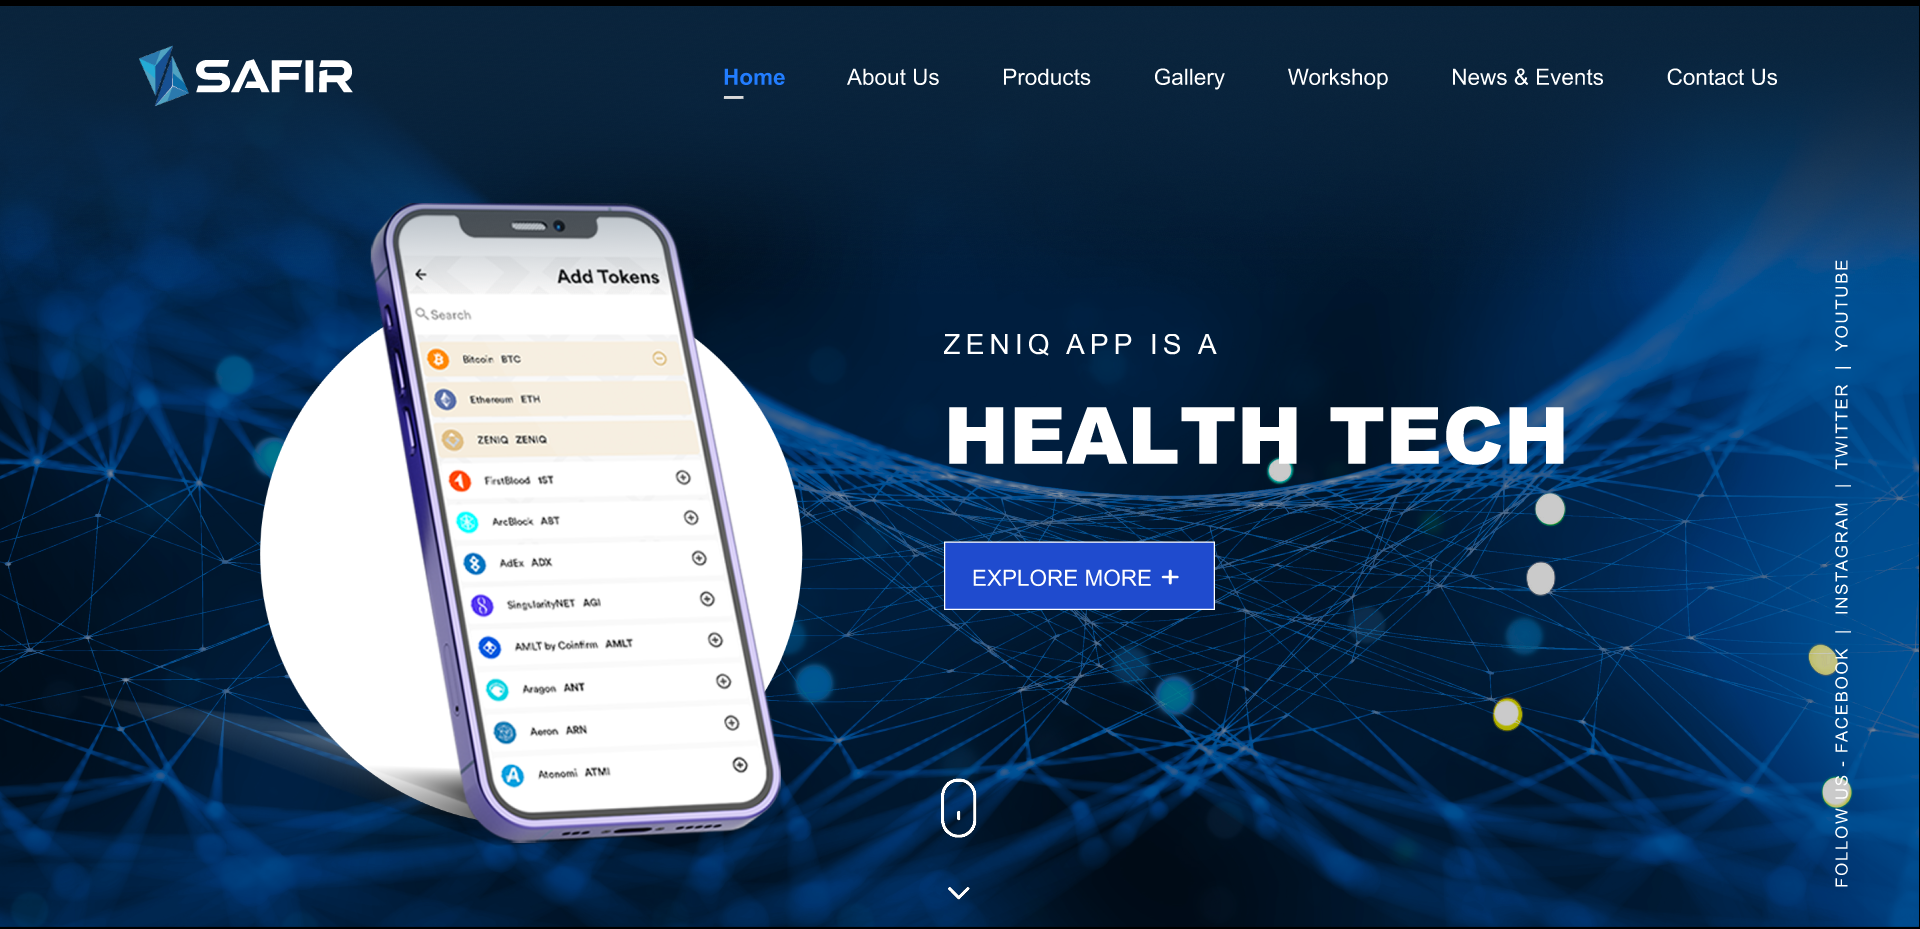 SAFIR
Home
About Us
Products
Gallery
Workshop
News & Events
Contact Us
Add Tokens
Search
Bitcoin BTC
Ethereum ETH
ZENIQ ZENIQ
FirstBlood 1ST
ArcBlock ABT
AdEx ADX
SingularityNET AGI
AMLT by Coinfirm AMLT
Aragon ANT
Aeron ARN
Atonomi ATMI
ZENIQ APP IS A
HEALTH TECH
EXPLORE MORE +
FOLLOW US - FACEBOOK | INSTAGRAM | TWITTER | YOUTUBE